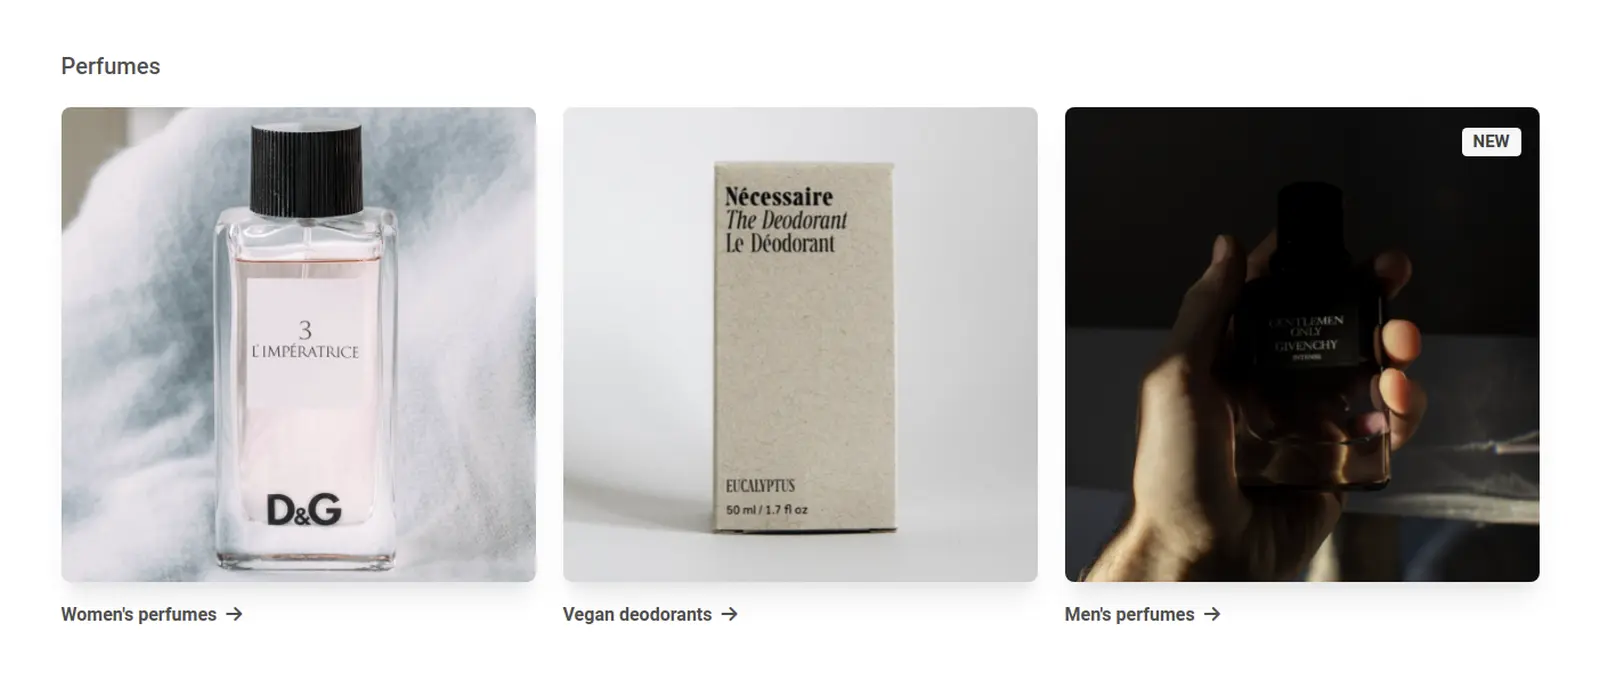 Perfumes
3
L'IMPÉRATRICE
D&G
Women's perfumes →
Nécessaire
The Deodorant
Le Déodorant
EUCALYPTUS
50 ml / 1.7 fl oz
Vegan deodorants →
NEW
GENTLEMEN
ONLY
GIVENCHY
INTENSE
Men's perfumes →